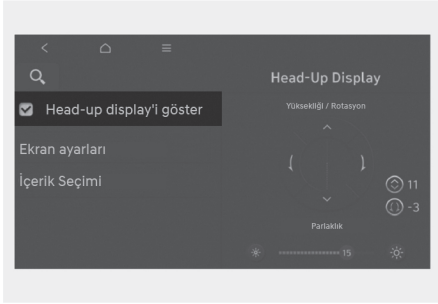 Head-Up Display
Head-up display'i göster
Yüksekliği / Rotasyon
Ekran ayarları
İçerik Seçimi
11
-3
Parlaklık
15